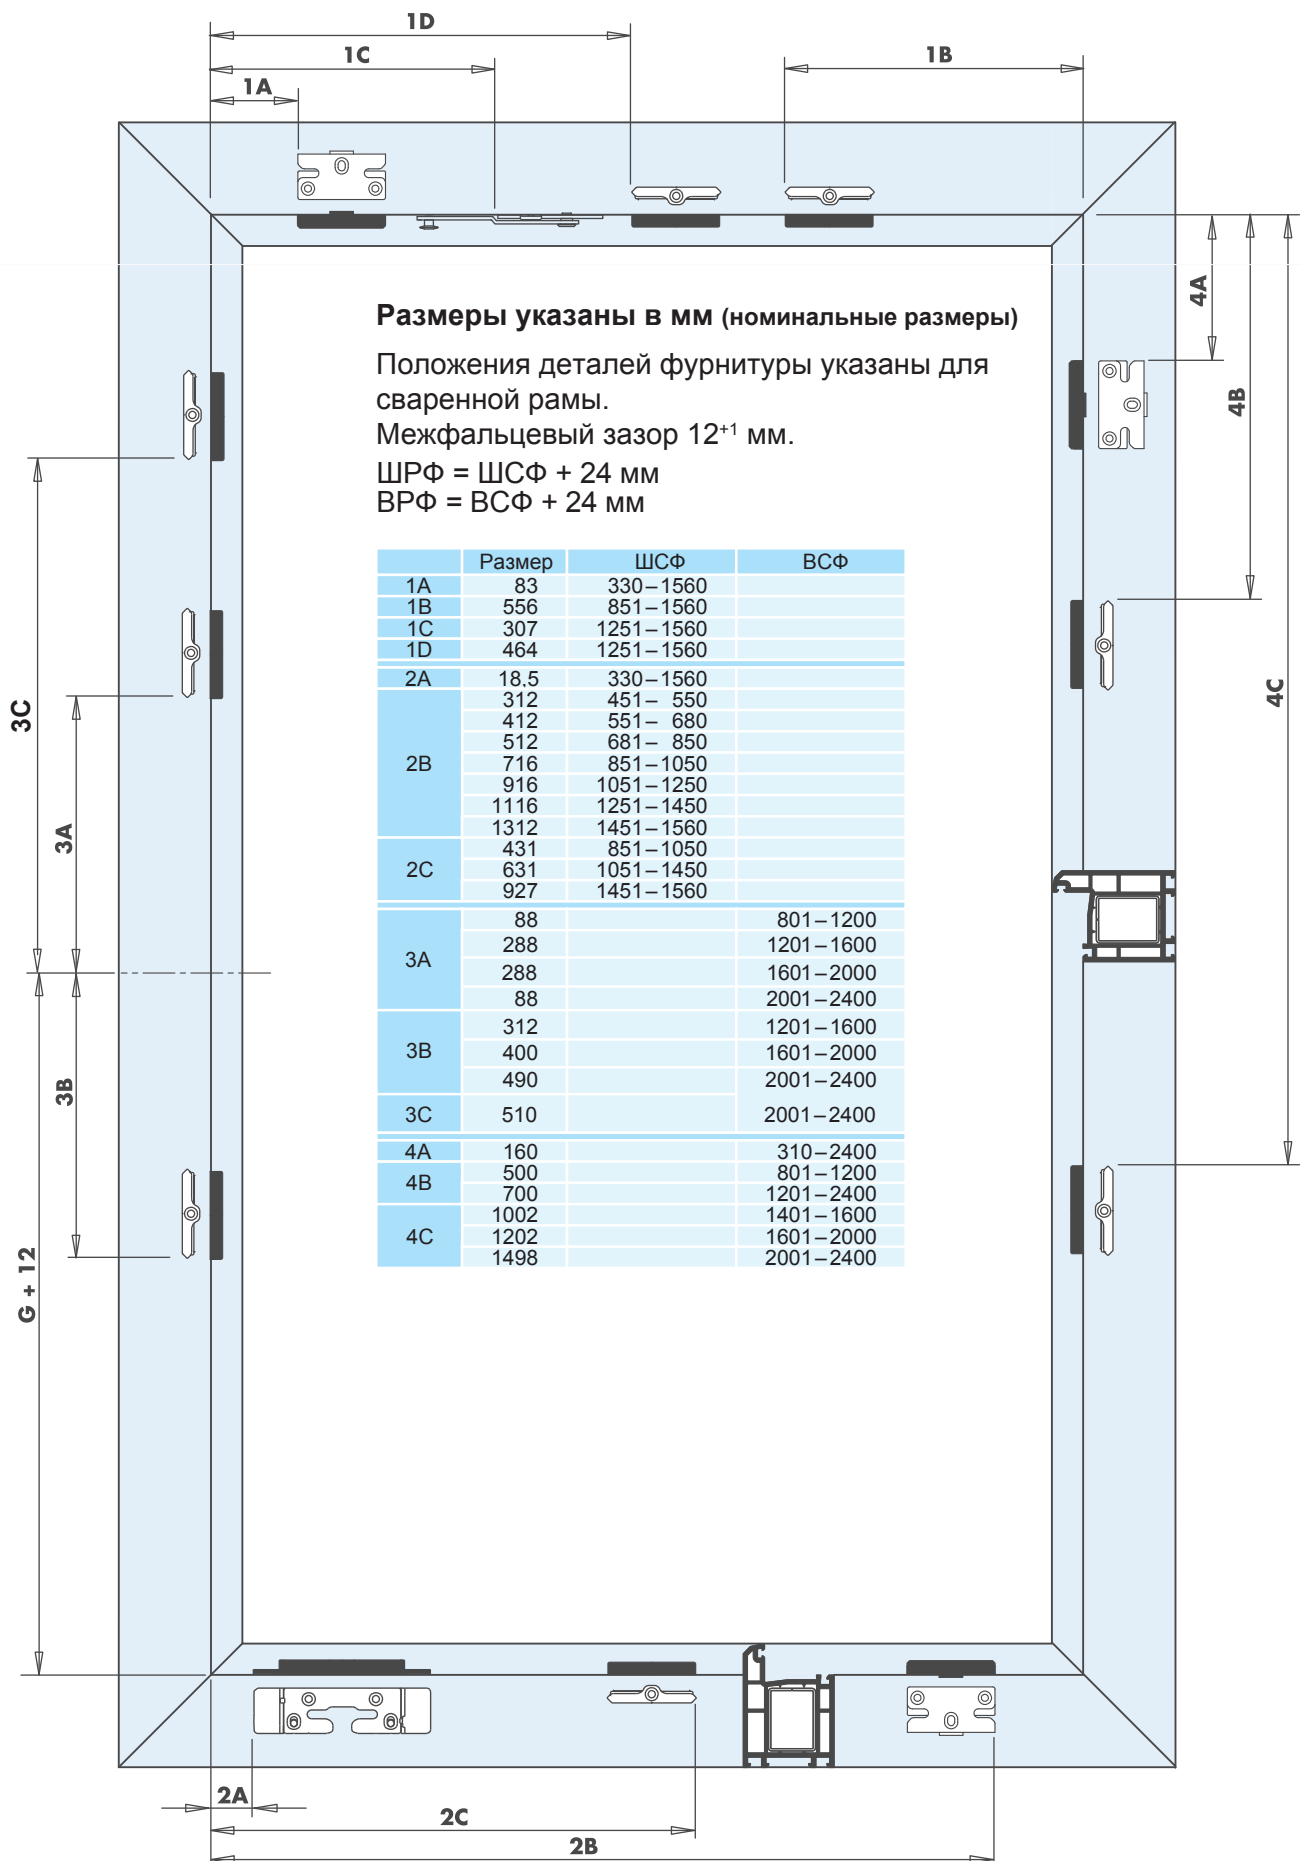 1D
1C
1B
1A
4A
4B
4C
3C
3A
3B
G + 12
Размеры указаны в мм (номинальные размеры)
Положения деталей фурнитуры указаны для
сваренной рамы.
Межфальцевый зазор 12+1 мм.
ШРФ = ШСФ + 24 мм
ВРФ = ВСФ + 24 мм
Размер ШСФ ВСФ
1A 83 330–1560
1B 556 851–1560
1C 307 1251–1560
1D 464 1251–1560
2A 18,5 330–1560
312 451– 550
412 551– 680
512 681– 850
2B 716 851–1050
916 1051–1250
1116 1251–1450
1312 1451–1560
431 851–1050
2C 631 1051–1450
927 1451–1560
88 801–1200
288 1201–1600
3A
288 1601–2000
88 2001–2400
312 1201–1600
3B 400 1601–2000
490 2001–2400
3C 510 2001–2400
4A 160 310–2400
500 801–1200
4B
700 1201–2400
1002 1401–1600
4C 1202 1601–2000
1498 2001–2400
2A
2C
2B